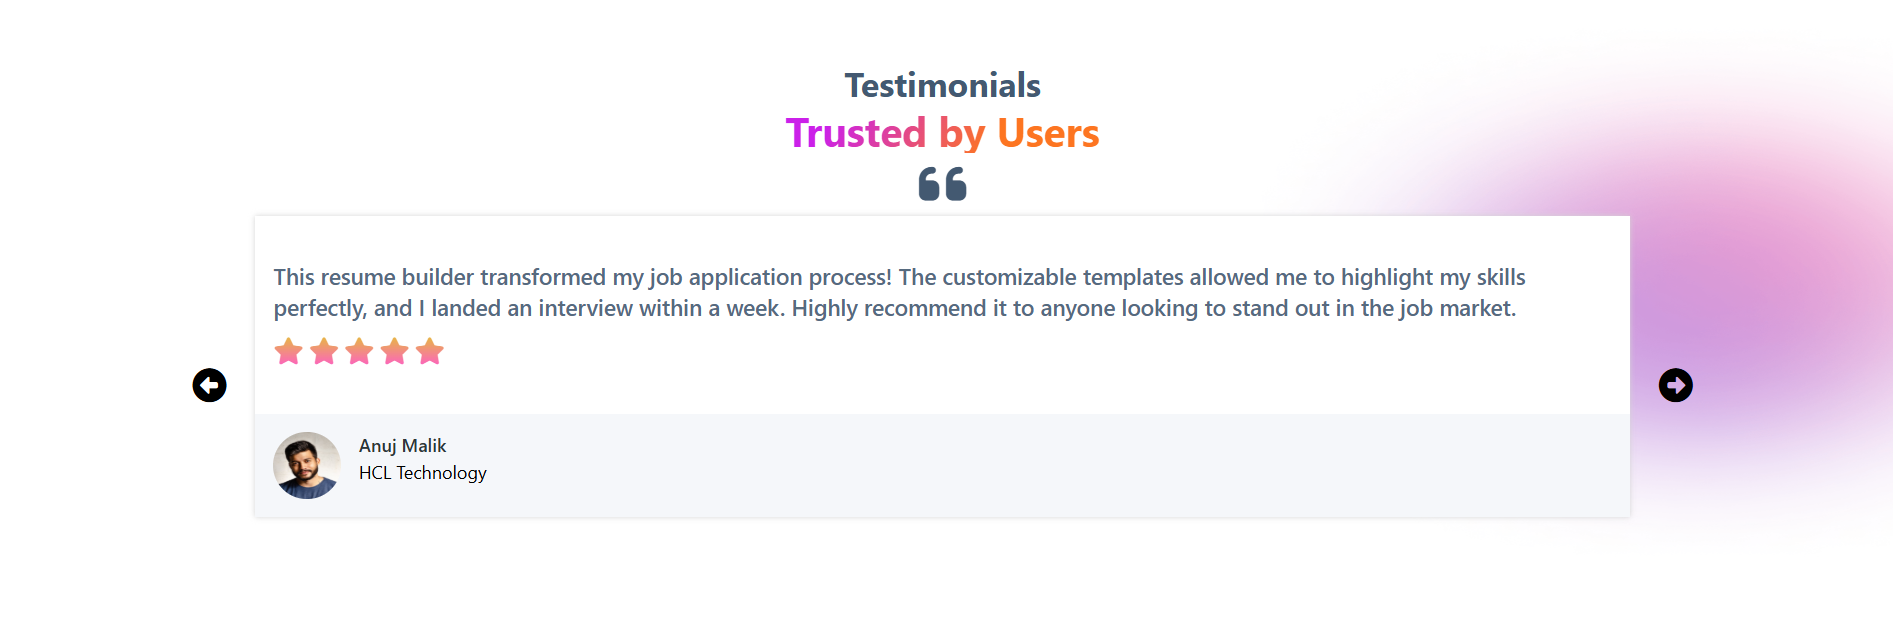 Testimonials
Trusted by Users
This resume builder transformed my job application process! The customizable templates allowed me to highlight my skills
perfectly, and I landed an interview within a week. Highly recommend it to anyone looking to stand out in the job market.
Anuj Malik
HCL Technology